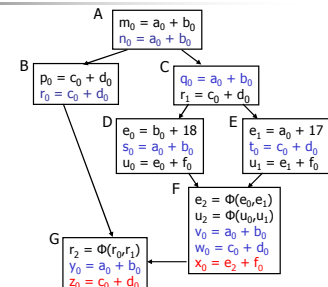 A
m₀ = a₀ + b₀
n₀ = a₀ + b₀
B
p₀ = c₀ + d₀
r₀ = c₀ + d₀
C
q₀ = a₀ + b₀
r₁ = c₀ + d₀
D
e₀ = b₀ + 18
s₀ = a₀ + b₀
u₀ = e₀ + f₀
E
e₁ = a₀ + 17
t₀ = c₀ + d₀
u₁ = e₁ + f₀
F
e₂ = Φ(e₀,e₁)
u₂ = Φ(u₀,u₁)
v₀ = a₀ + b₀
w₀ = c₀ + d₀
x₀ = e₂ + f₀
G
r₂ = Φ(r₀,r₁)
y₀ = a₀ + b₀
z₀ = c₀ + d₀